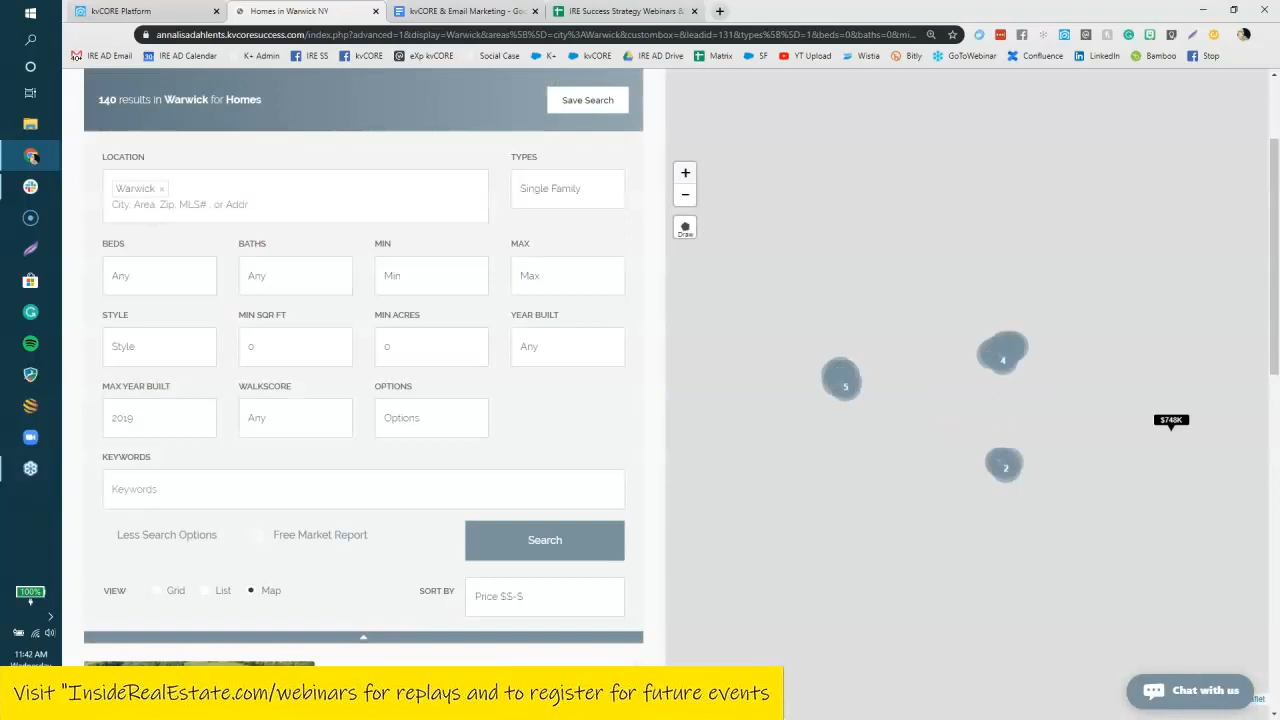 kvCORE Platform
Homes in Warwick NY
kvCORE & Email Marketing - Goo
IRE Success Strategy Webinars &
annalisadahlents.kvcoresuccess.com/index.php?advanced=1&display=Warwick&areas%5B%5D=city%3AWarwick&custombox=&leadid=131&types%5B%5D=1&beds=0&baths=0&mi...
IRE AD Email
IRE AD Calendar
K+ Admin
IRE SS
kvCORE
eXp kvCORE
Social Case
K+
kvCORE
IRE AD Drive
Matrix
SF
YT Upload
Wistia
Bitly
GoToWebinar
Confluence
LinkedIn
Bamboo
Stop
140 results in Warwick for Homes
Save Search
LOCATION
TYPES
Warwick x
City, Area, Zip, MLS# , or Addr
Single Family
BEDS
BATHS
MIN
MAX
Any
Any
Min
Max
STYLE
MIN SQR FT
MIN ACRES
YEAR BUILT
Style
0
0
Any
MAX YEAR BUILT
WALKSCORE
OPTIONS
2019
Any
Options
KEYWORDS
Keywords
Less Search Options
Free Market Report
Search
VIEW
Grid
List
Map
SORT BY
Price $$-$
+
−
Draw
5
4
2
$748K
100%
11:42 AM
Visit "InsideRealEstate.com/webinars for replays and to register for future events
Chat with us